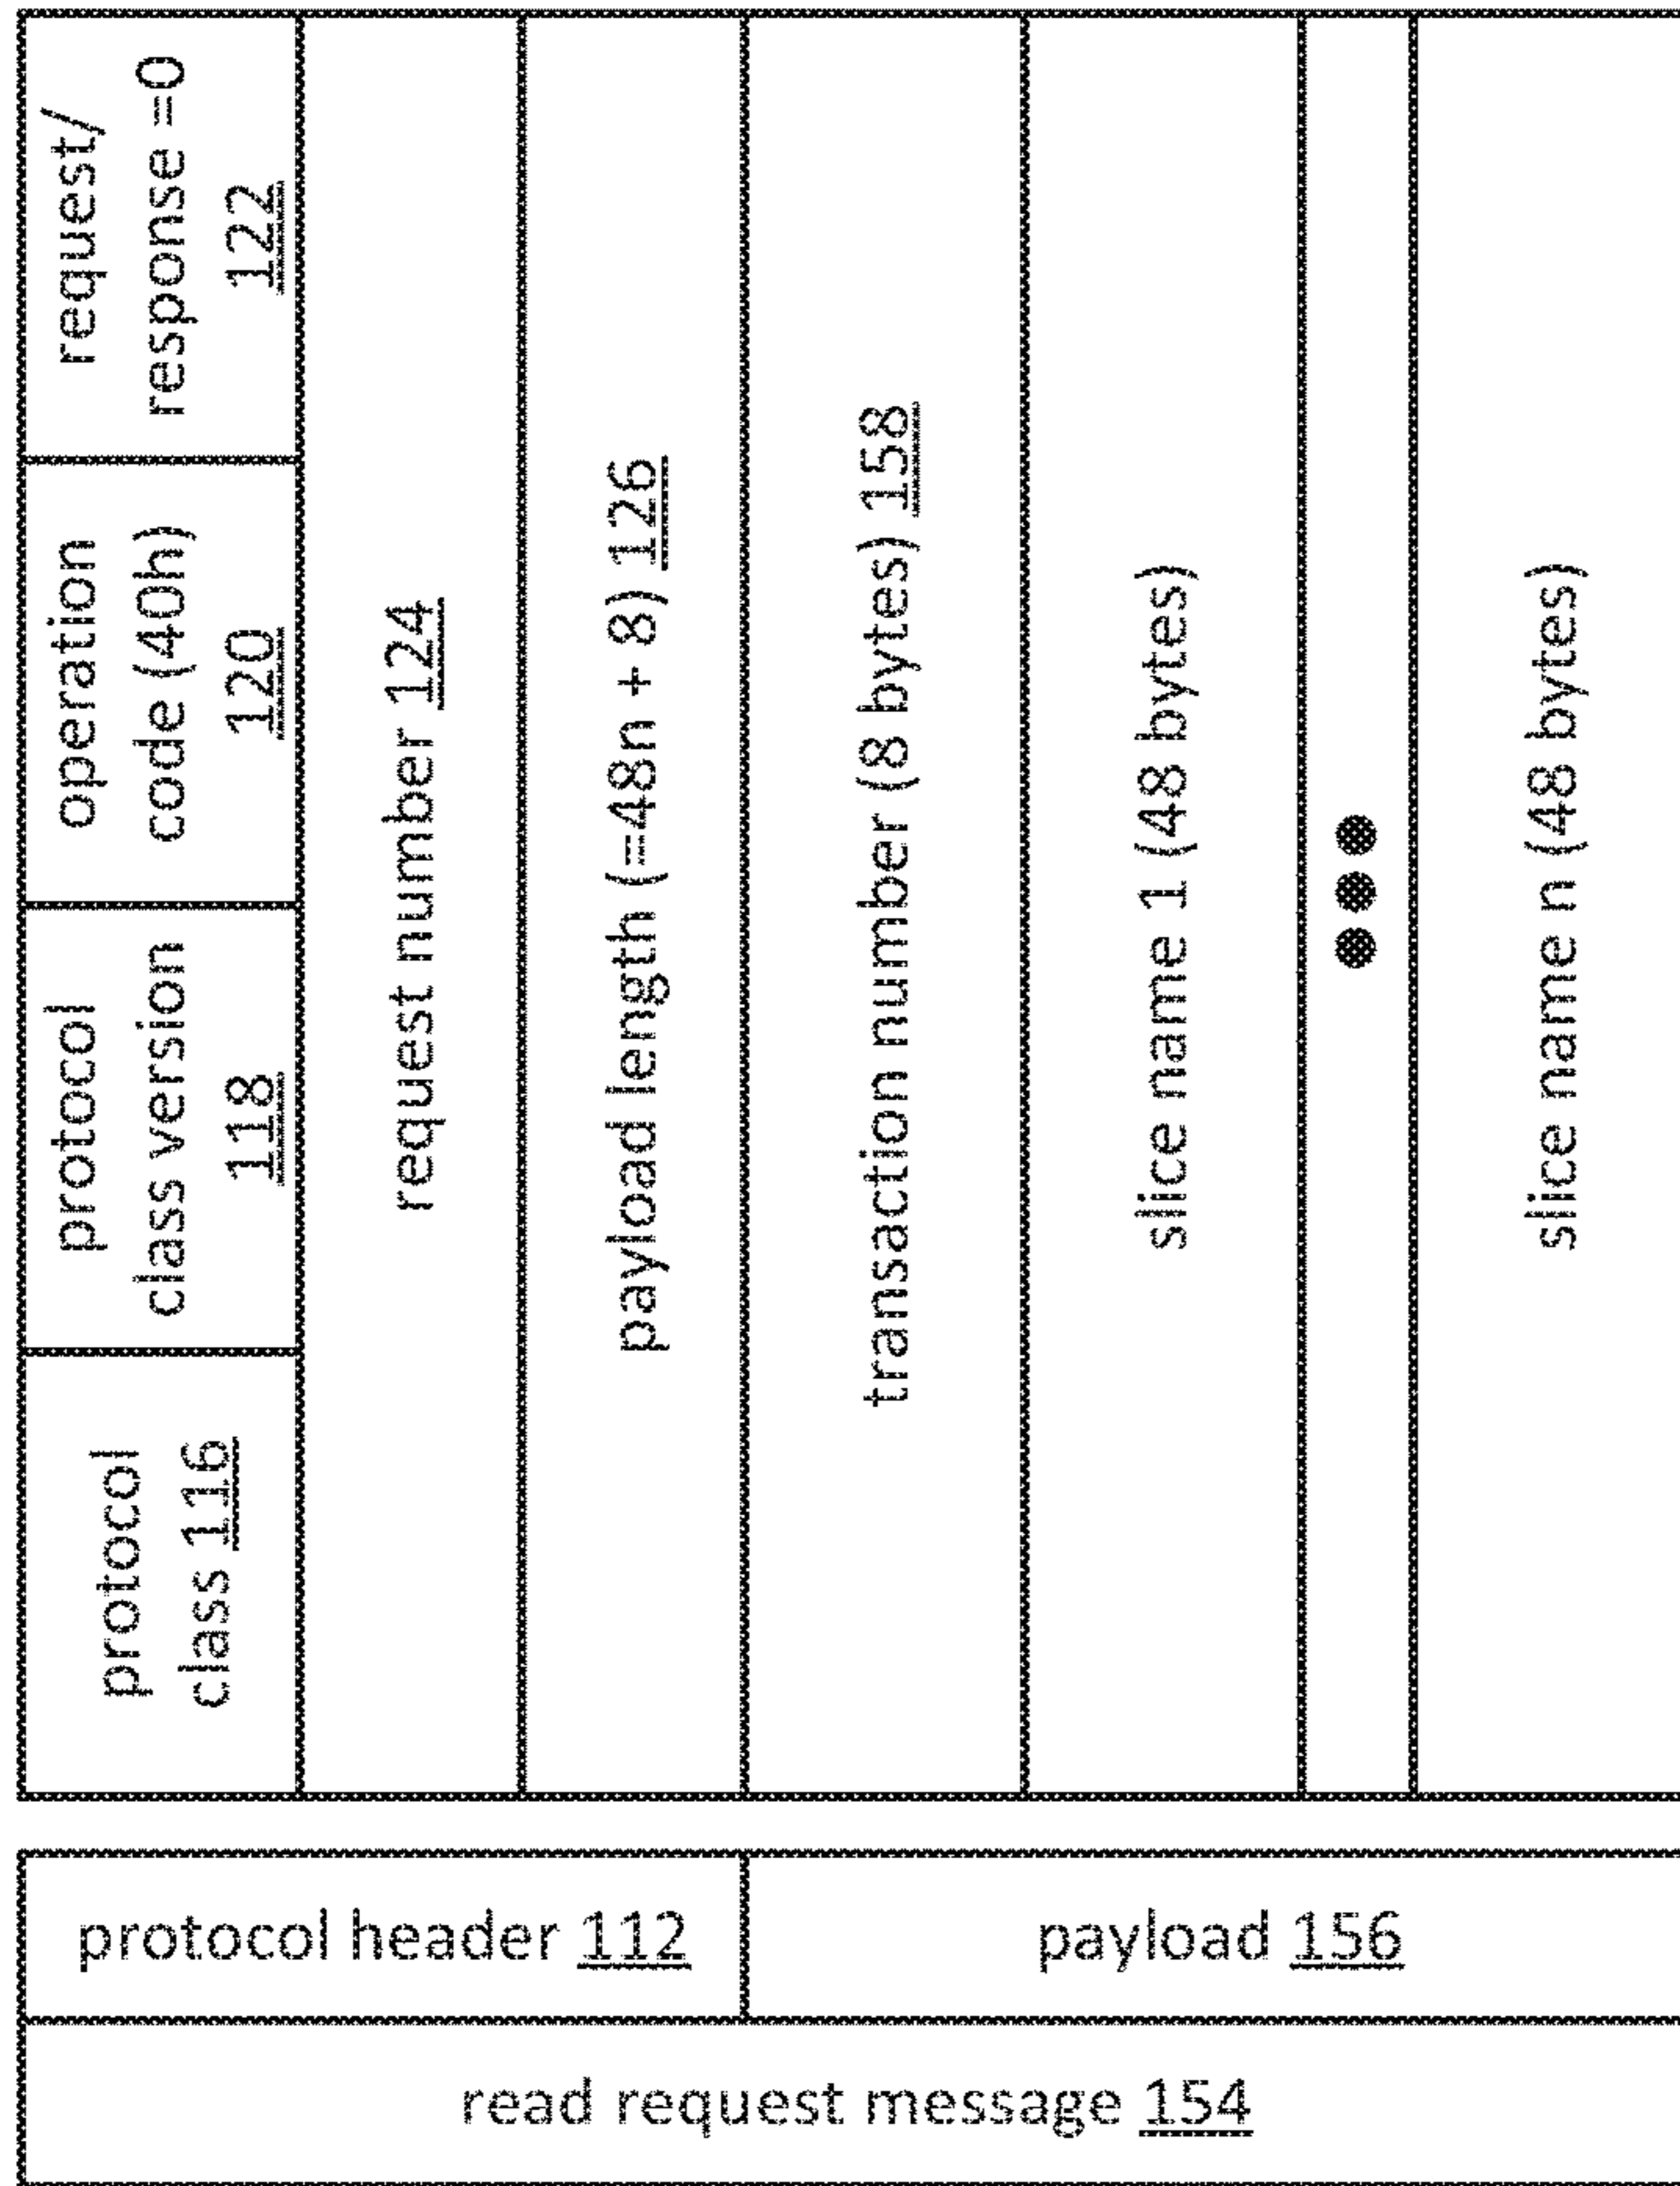 read request message 154
protocol header 112
payload 156
protocol
class 116
protocol
class version
118
operation
code (40h)
120
request/
response =0
122
request number 124
payload length (=48n + 8) 126
transaction number (8 bytes) 158
slice name 1 (48 bytes)
slice name n (48 bytes)